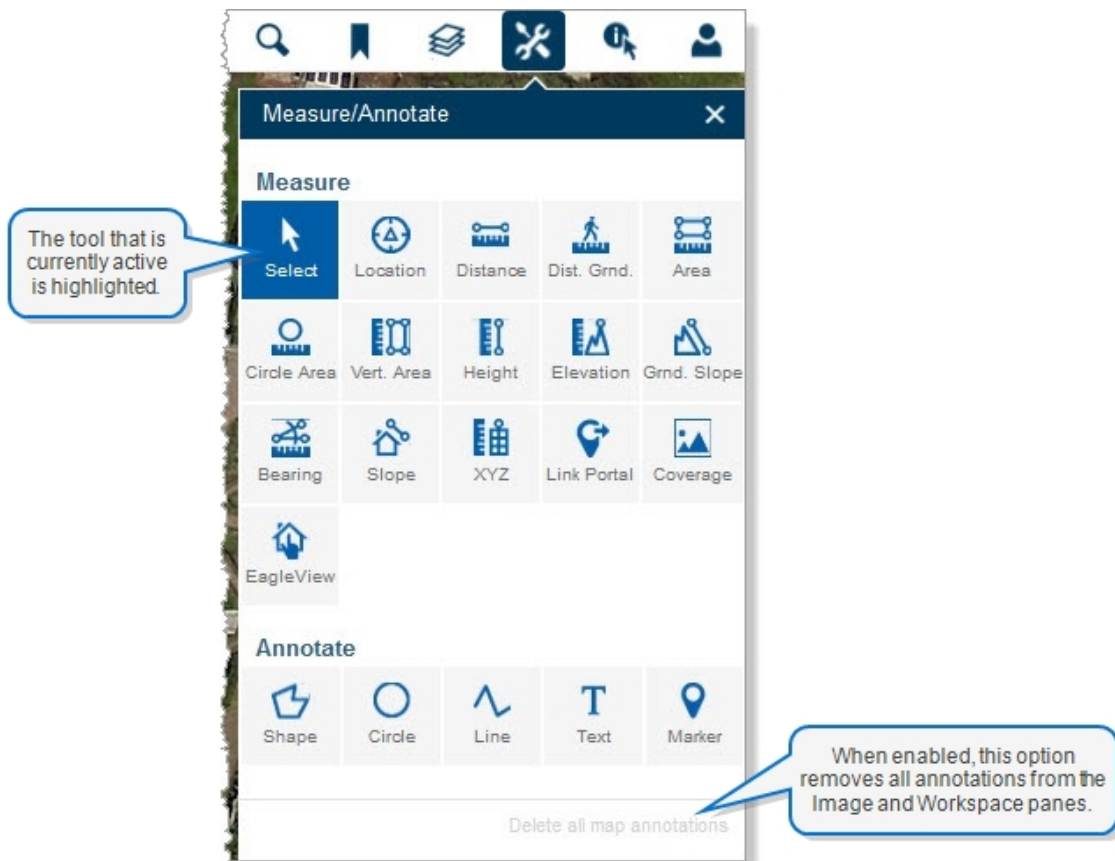 Measure/Annotate
Measure
The tool that is
currently active
is highlighted.
Select
Location
Distance
Dist. Grnd.
Area
Circle Area
Vert. Area
Height
Elevation
Grnd. Slope
Bearing
Slope
XYZ
Link Portal
Coverage
EagleView
Annotate
Shape
Circle
Line
Text
Marker
When enabled, this option
removes all annotations from the
Image and Workspace panes.
Delete all map annotations